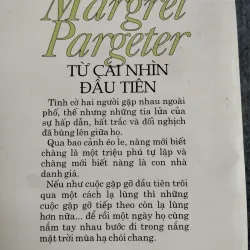 Margret
Pargeter
TỪ CÁI NHÌN
ĐẦU TIÊN
Tình cờ hai người gặp nhau ngoài
phố, thế nhưng những tia lửa của
sự hấp dẫn, bất trắc và đối nghịch
đã bùng lên giữa họ.
Qua bao cảnh éo le, nàng mới biết
chàng là một triệu phú tự lập và
chàng mới biết nàng là con nhà
danh giá.
Nếu như cuộc gặp gỡ đầu tiên trôi
qua một cách lạ lùng thì những
cuộc gặp gỡ tiếp theo còn lạ lùng
hơn nữa... để rồi một ngày họ cùng
nắm tay nhau bước đi trong nắng
mặt trời mùa hạ chói chang.